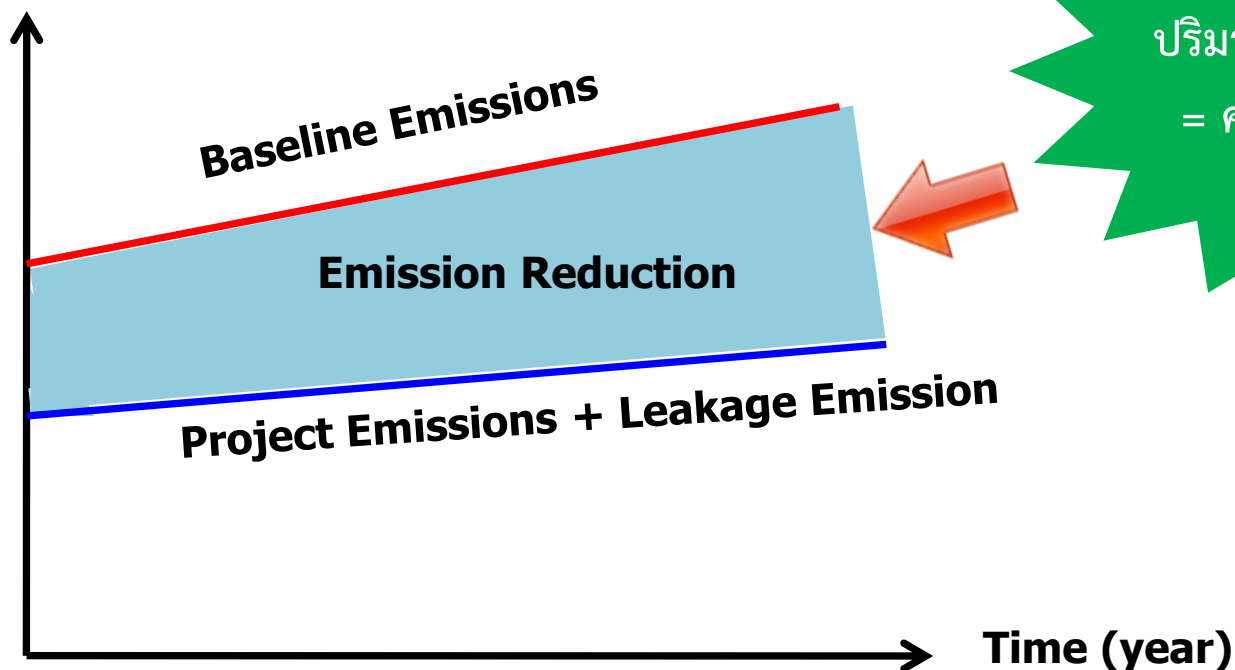 Baseline Emissions
Emission Reduction
Project Emissions + Leakage Emission
Time (year)
=